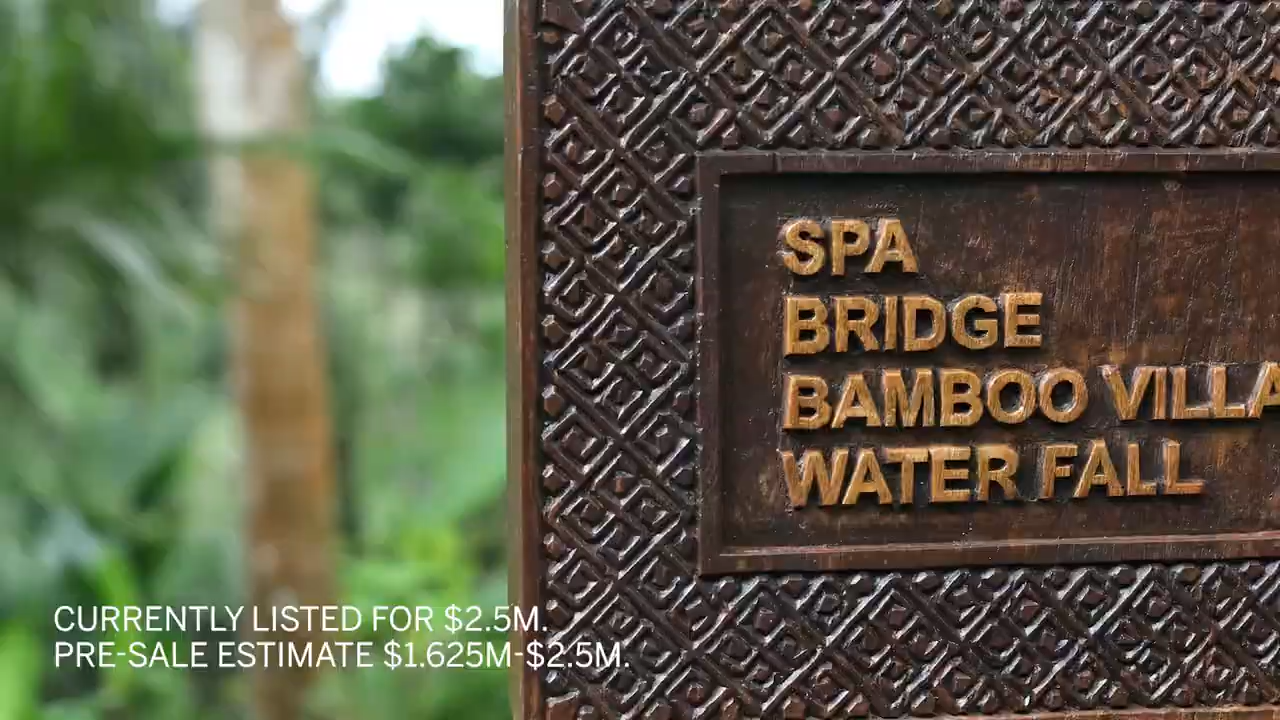 SPA
BRIDGE
BAMBOO VILLA
WATER FALL
CURRENTLY LISTED FOR $2.5M.
PRE-SALE ESTIMATE $1.625M-$2.5M.